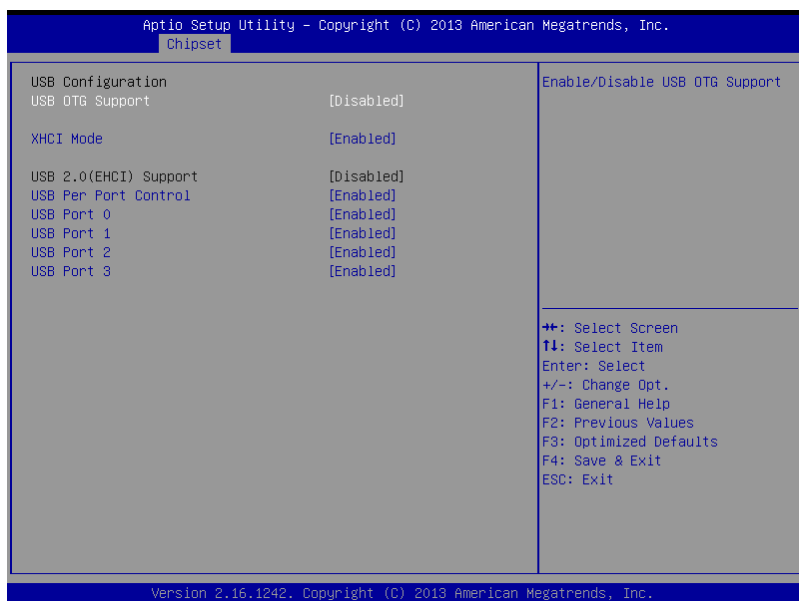 Aptio Setup Utility – Copyright (C) 2013 American Megatrends, Inc.
Chipset
USB Configuration
USB OTG Support [Disabled]
XHCI Mode [Enabled]
USB 2.0(EHCI) Support [Disabled]
USB Per Port Control [Enabled]
USB Port 0 [Enabled]
USB Port 1 [Enabled]
USB Port 2 [Enabled]
USB Port 3 [Enabled]
Enable/Disable USB OTG Support
→←: Select Screen
↑↓: Select Item
Enter: Select
+/-: Change Opt.
F1: General Help
F2: Previous Values
F3: Optimized Defaults
F4: Save & Exit
ESC: Exit
Version 2.16.1242. Copyright (C) 2013 American Megatrends, Inc.